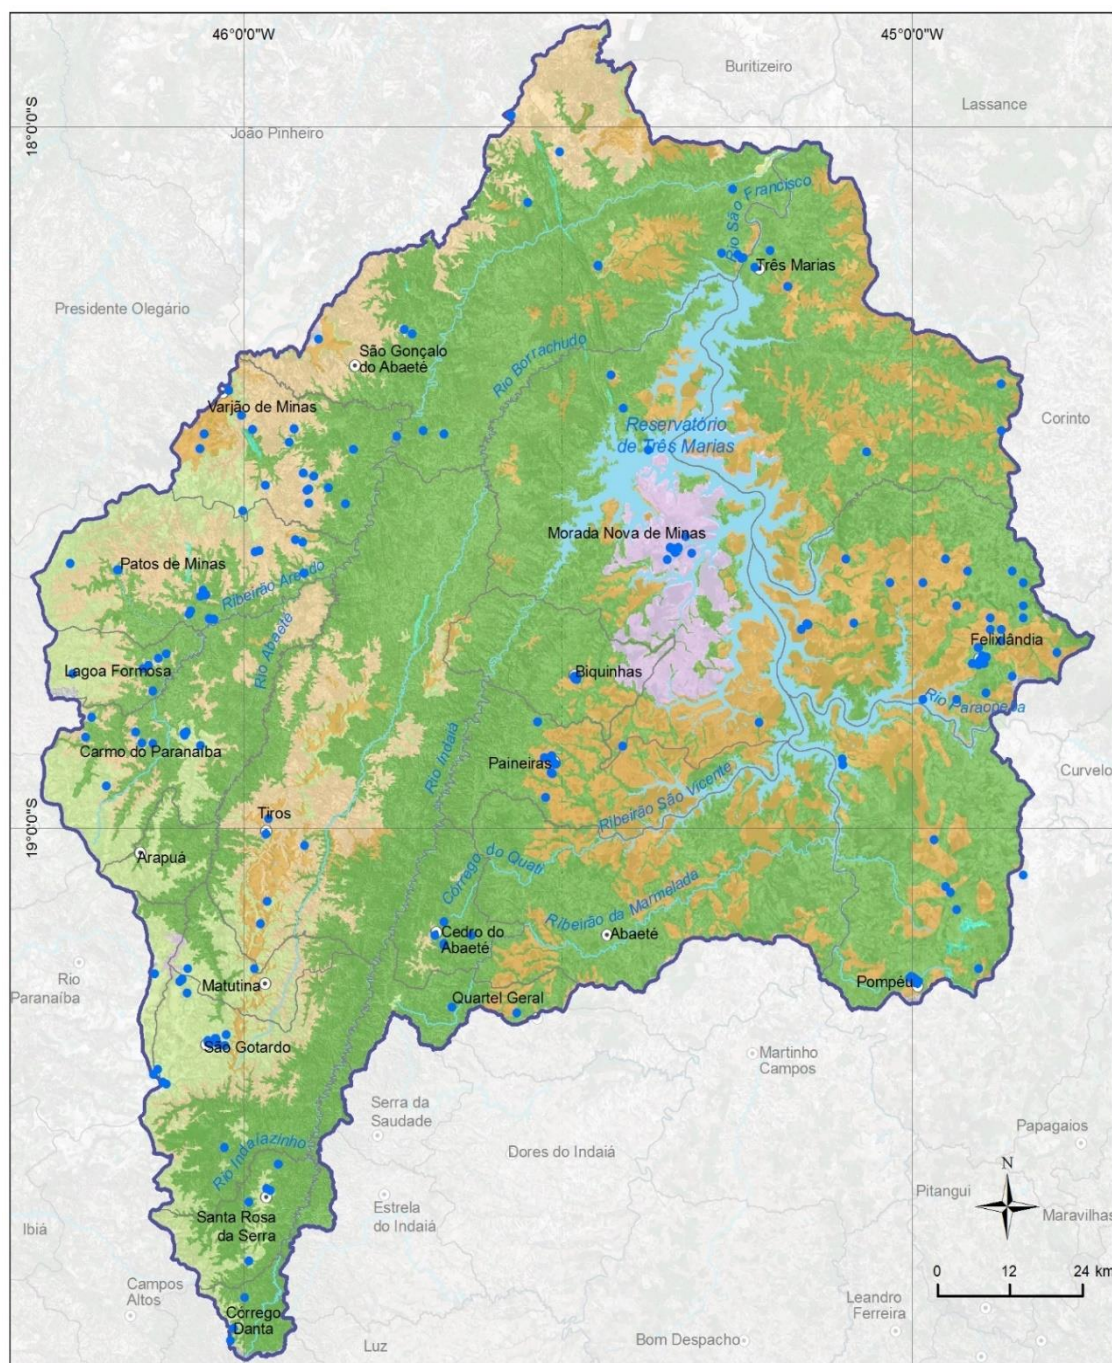 46°0'0"W
45°0'0"W
Buritizeiro
Lassance
18°0'0"S
João Pinheiro
Rio São Francisco
Três Marias
Presidente Olegário
São Gonçalo
do Abaeté
Rio Borrachudo
Varjão de Minas
Corinto
Reservatório
de Três Marias
Morada Nova de Minas
Patos de Minas
Ribeirão Areado
Rio Abaeté
Felixlândia
Lagoa Formosa
Biquinhas
Rio Paraopeba
Rio Indaiá
Carmo do Paranaíba
Paineiras
Curvelo
Ribeirão São Vicente
Tiros
19°0'0"S
Arapuá
Córrego do Quati
Ribeirão da Marmelada
Cedro do
Abaeté
Abaeté
Rio
Paranaíba
Matutina
Pompéu
Quartel Geral
São Gotardo
Martinho
Campos
Serra da
Saudade
Papagaios
Rio Indaiazinho
Dores do Indaiá
N
Pitangui
Maravilhas
Santa Rosa
da Serra
Estrela
do Indaiá
Ibiá
0 12 24 km
Campos
Altos
Leandro
Ferreira
Córrego
Danta
Luz
Bom Despacho